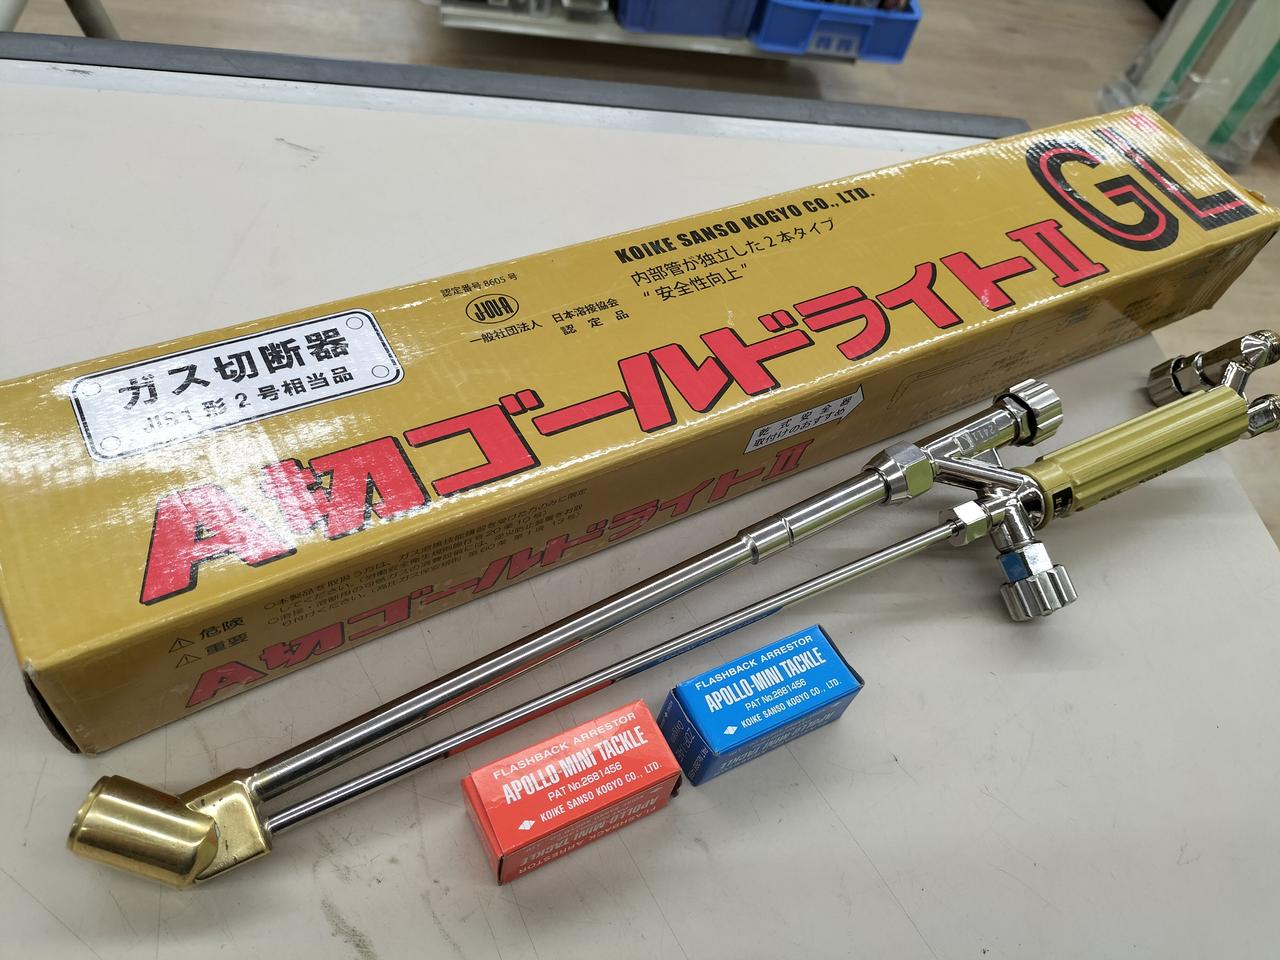 GL
KOIKE SANSO KOGYO CO., LTD.
内部管が独立した2本タイプ
"安全性向上"
認定番号 8605 号
一般社団法人 日本溶接協会
認定品
ガス切断器
JIS1形2号相当品
A切ゴールドライトⅡ
乾式安全器
取付けのおすすめ
A切ゴールドライトⅡ
⚠危険
⚠重要
FLASHBACK ARRESTOR
APOLLO-MINI TACKLE
PAT No.2681456
KOIKE SANSO KOGYO CO., LTD.
FLASHBACK ARRESTOR
APOLLO-MINI TACKLE
PAT No.2681456
KOIKE SANSO KOGYO CO., LTD.